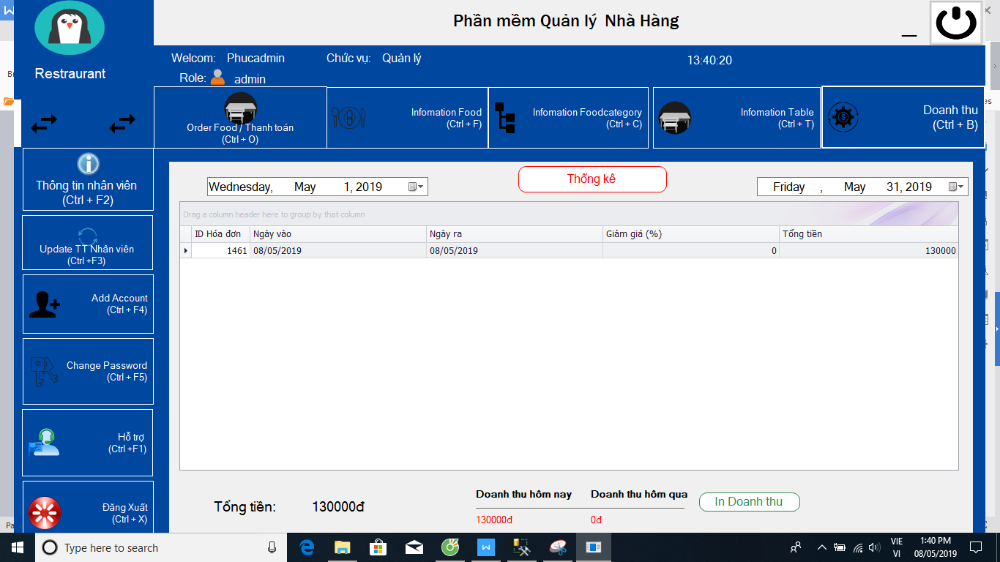 Phần mềm Quản lý Nhà Hàng
Restraurant
Welcom: Phucadmin Chức vụ: Quản lý 13:40:20
Role: admin
Order Food / Thanh toán
(Ctrl + O)
Infomation Food
(Ctrl + F)
Infomation Foodcategory
(Ctrl + C)
Infomation Table
(Ctrl + T)
Doanh thu
(Ctrl + B)
Thông tin nhân viên
(Ctrl + F2)
Update TT Nhân viên
(Ctrl +F3)
Add Account
(Ctrl + F4)
Change Password
(Ctrl + F5)
Hỗ trợ
(Ctrl +F1)
Đăng Xuất
(Ctrl + X)
Wednesday, May 1, 2019
Thống kê
Friday , May 31, 2019
Drag a column header here to group by that column
ID Hóa đơn Ngày vào Ngày ra Giảm giá (%) Tổng tiền
1461 08/05/2019 08/05/2019 0 130000
Tổng tiền: 130000đ
Doanh thu hôm nay Doanh thu hôm qua
130000đ 0đ
In Doanh thu
Type here to search
VIE
VI
1:40 PM
08/05/2019